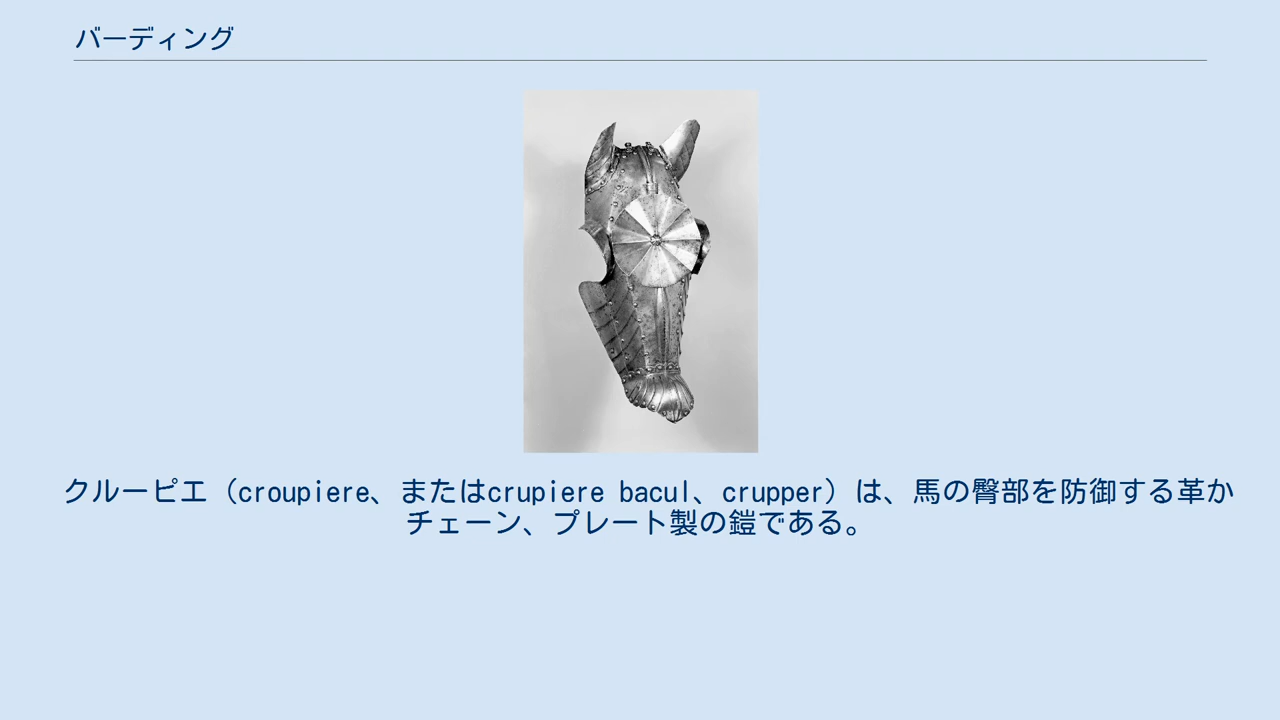 バーディング
クルーピエ（croupiere、またはcrupiere bacul、crupper）は、馬の臀部を防御する革か
チェーン、プレート製の鎧である。